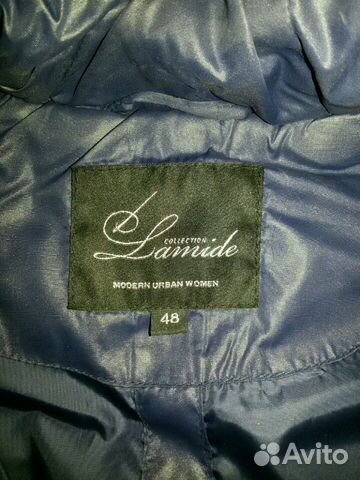 COLLECTION
Lamide
MODERN URBAN WOMEN
48
Avito